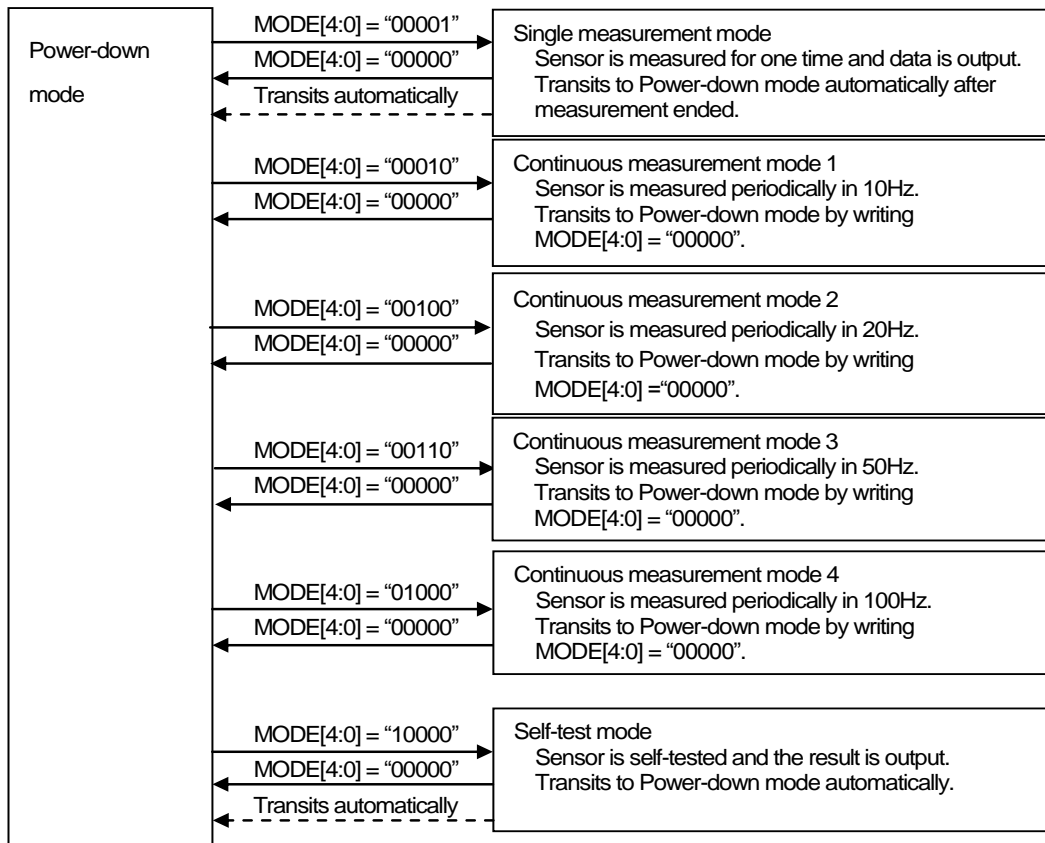 Power-down
mode
MODE[4:0] = “00001”
MODE[4:0] = “00000”
Transits automatically
Single measurement mode
Sensor is measured for one time and data is output.
Transits to Power-down mode automatically after
measurement ended.
MODE[4:0] = “00010”
MODE[4:0] = “00000”
Continuous measurement mode 1
Sensor is measured periodically in 10Hz.
Transits to Power-down mode by writing
MODE[4:0] = “00000”.
MODE[4:0] = “00100”
MODE[4:0] = “00000”
Continuous measurement mode 2
Sensor is measured periodically in 20Hz.
Transits to Power-down mode by writing
MODE[4:0] =“00000”.
MODE[4:0] = “00110”
MODE[4:0] = “00000”
Continuous measurement mode 3
Sensor is measured periodically in 50Hz.
Transits to Power-down mode by writing
MODE[4:0] = “00000”.
MODE[4:0] = “01000”
MODE[4:0] = “00000”
Continuous measurement mode 4
Sensor is measured periodically in 100Hz.
Transits to Power-down mode by writing
MODE[4:0] = “00000”.
MODE[4:0] = “10000”
MODE[4:0] = “00000”
Transits automatically
Self-test mode
Sensor is self-tested and the result is output.
Transits to Power-down mode automatically.